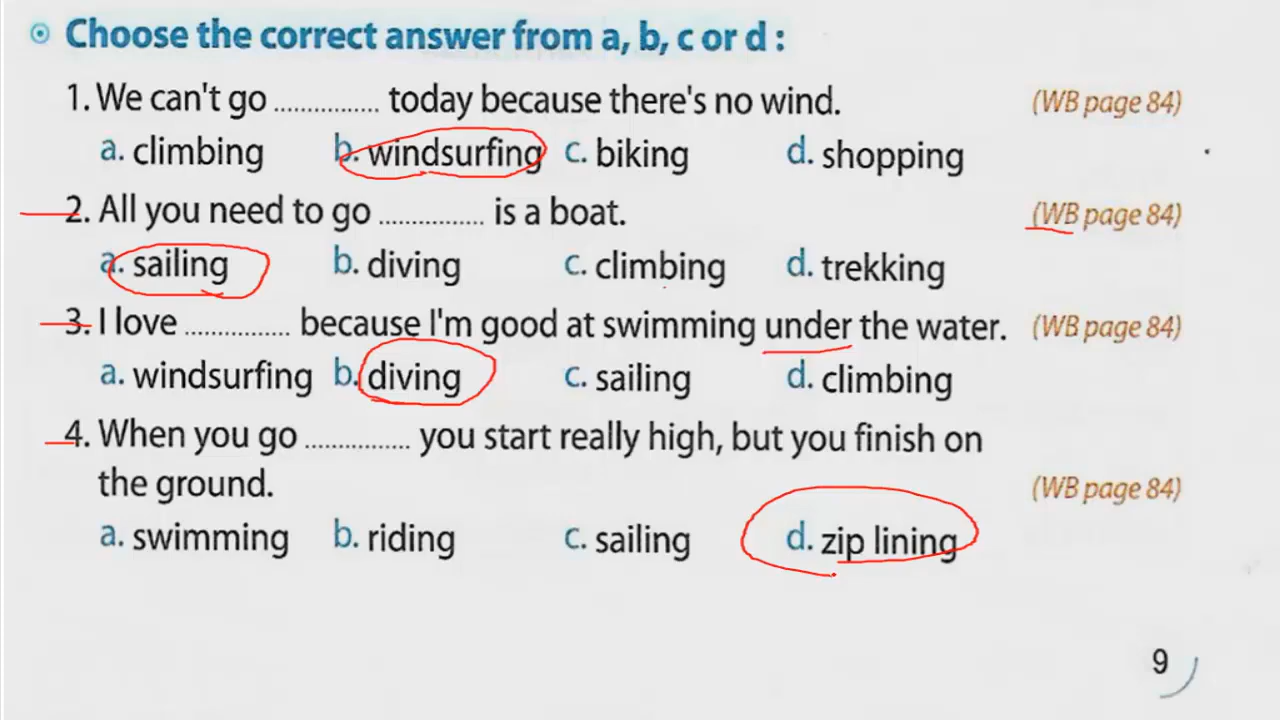 Choose the correct answer from a, b, c or d :
1. We can't go ............... today because there's no wind. (WB page 84)
a. climbing b. windsurfing c. biking d. shopping
2. All you need to go ............... is a boat. (WB page 84)
a. sailing b. diving c. climbing d. trekking
3. I love ............... because I'm good at swimming under the water. (WB page 84)
a. windsurfing b. diving c. sailing d. climbing
4. When you go ............... you start really high, but you finish on
the ground. (WB page 84)
a. swimming b. riding c. sailing d. zip lining
9